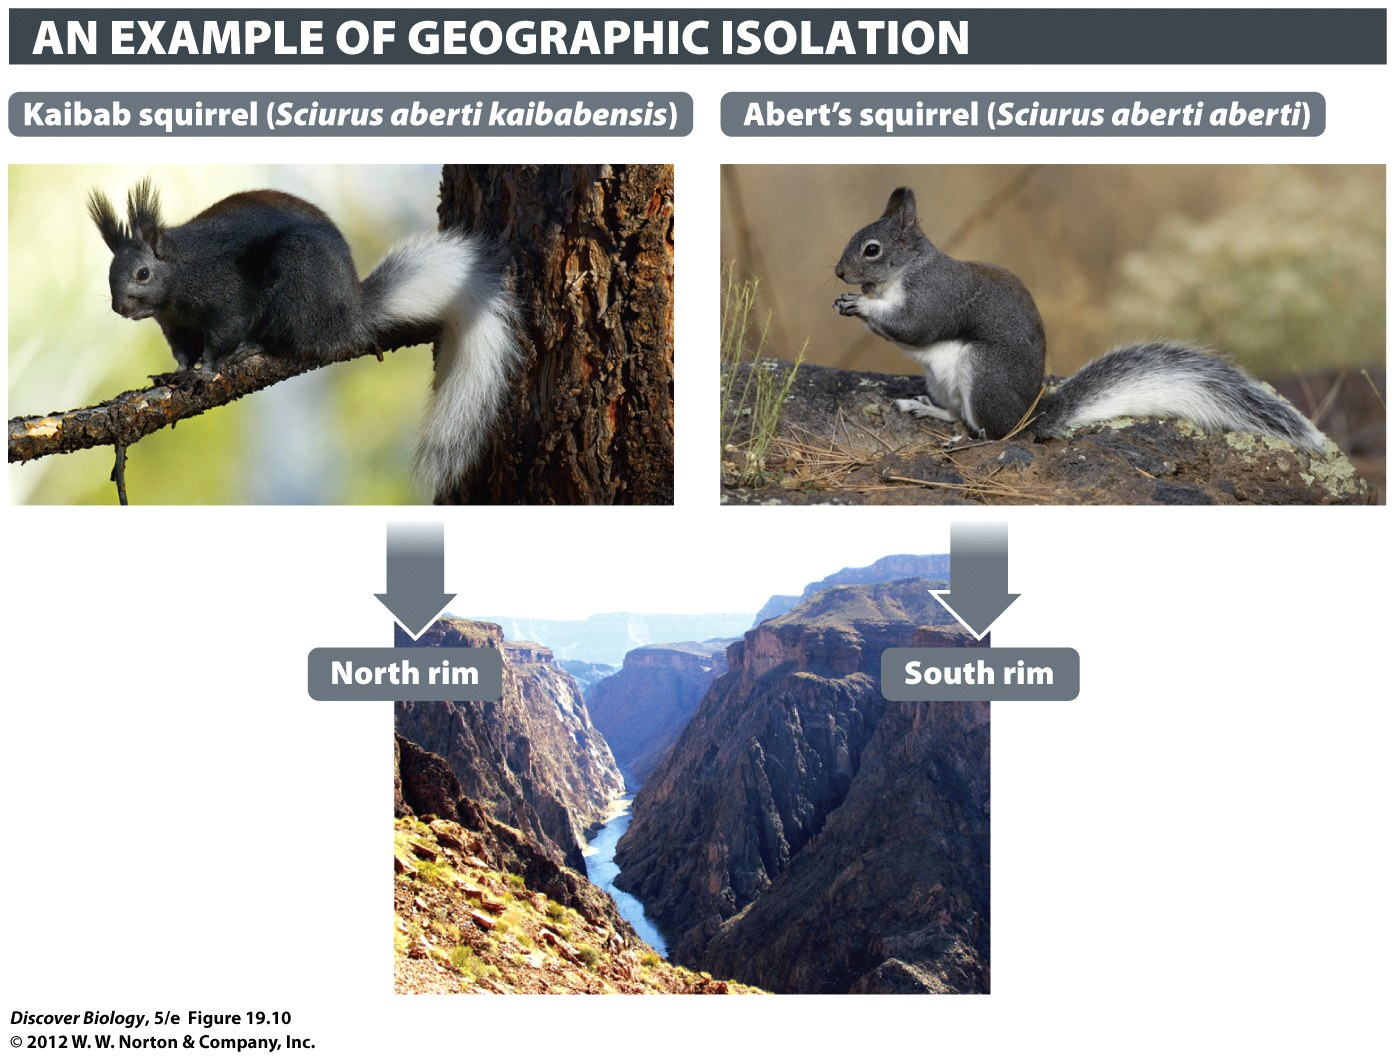 AN EXAMPLE OF GEOGRAPHIC ISOLATION
Kaibab squirrel (Sciurus aberti kaibabensis)
Abert’s squirrel (Sciurus aberti aberti)
North rim
South rim
Discover Biology, 5/e Figure 19.10
© 2012 W. W. Norton & Company, Inc.